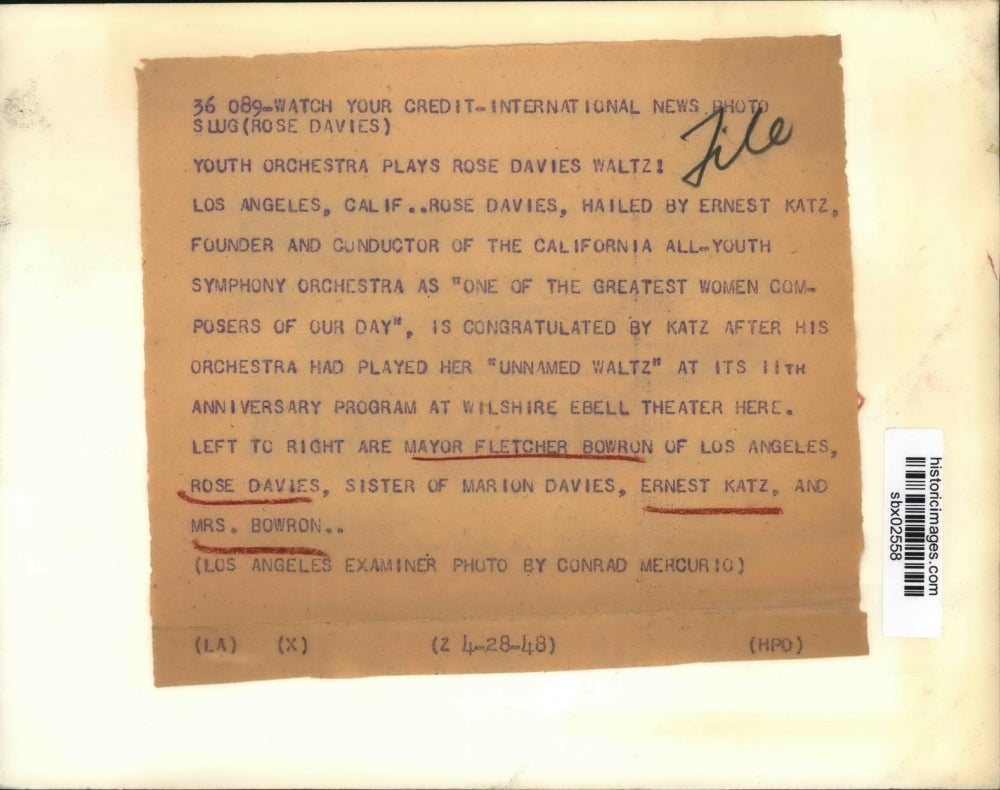 36 089-WATCH YOUR CREDIT-INTERNATIONAL NEWS PHOTO
SLUG(ROSE DAVIES)
File
YOUTH ORCHESTRA PLAYS ROSE DAVIES WALTZ!
LOS ANGELES, CALIF..ROSE DAVIES, HAILED BY ERNEST KATZ,
FOUNDER AND CONDUCTOR OF THE CALIFORNIA ALL-YOUTH
SYMPHONY ORCHESTRA AS "ONE OF THE GREATEST WOMEN COM-
POSERS OF OUR DAY", IS CONGRATULATED BY KATZ AFTER HIS
ORCHESTRA HAD PLAYED HER "UNNAMED WALTZ" AT ITS 11TH
ANNIVERSARY PROGRAM AT WILSHIRE EBELL THEATER HERE.
LEFT TO RIGHT ARE MAYOR FLETCHER BOWRON OF LOS ANGELES,
ROSE DAVIES, SISTER OF MARION DAVIES, ERNEST KATZ, AND
MRS. BOWRON..
(LOS ANGELES EXAMINER PHOTO BY CONRAD MERCURIO)
(LA) (X) (Z 4-28-48) (HPO)
historicimages.com
sbx02558